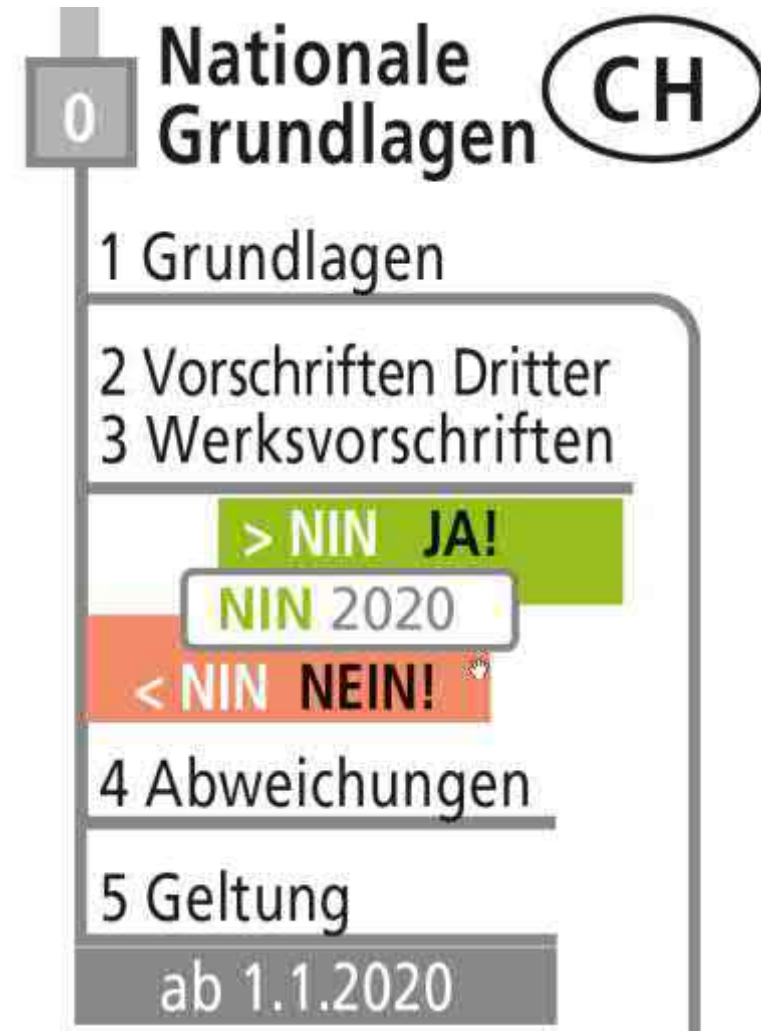 0
Nationale
Grundlagen
CH
1 Grundlagen
2 Vorschriften Dritter
3 Werksvorschriften
> NIN JA!
NIN 2020
< NIN NEIN!
4 Abweichungen
5 Geltung
ab 1.1.2020